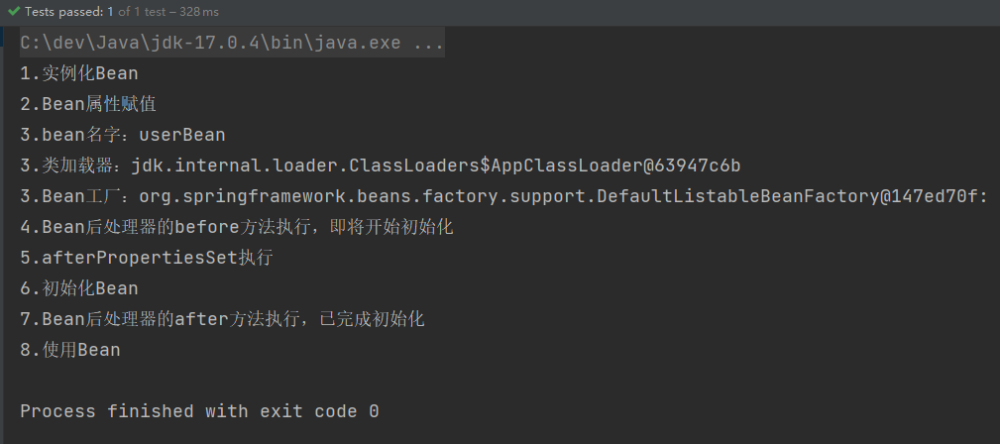 Tests passed: 1 of 1 test – 328 ms
C:\dev\Java\jdk-17.0.4\bin\java.exe ...
1.实例化Bean
2.Bean属性赋值
3.bean名字：userBean
3.类加载器：jdk.internal.loader.ClassLoaders$AppClassLoader@63947c6b
3.Bean工厂：org.springframework.beans.factory.support.DefaultListableBeanFactory@147ed70f:
4.Bean后处理器的before方法执行，即将开始初始化
5.afterPropertiesSet执行
6.初始化Bean
7.Bean后处理器的after方法执行，已完成初始化
8.使用Bean
Process finished with exit code 0